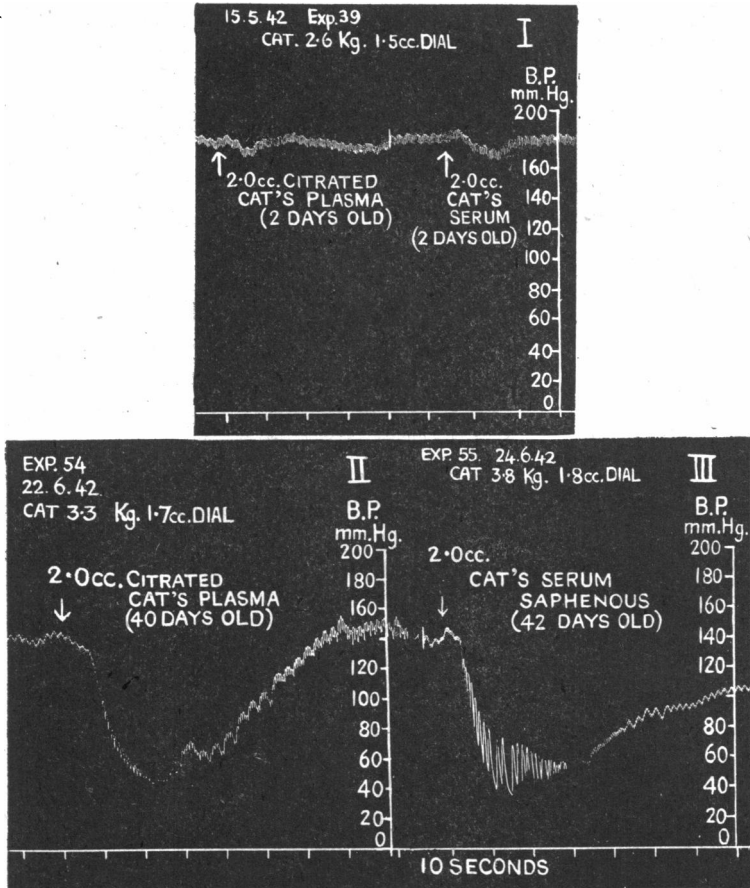 15.5.42 Exp.39
CAT. 2·6 Kg. 1·5cc.DIAL
I
B.P.
mm.Hg.
200
160
140
120
100
80
60
40
20
0
2·0cc.CITRATED
CAT'S PLASMA
(2 DAYS OLD)
2·0cc.
CAT'S
SERUM
(2 DAYS OLD)
EXP. 54
22.6.42.
CAT 3·3 Kg. 1·7cc.DIAL
II
B.P.
mm.Hg.
200
180
160
120
100
80
60
40
20
0
2·0cc.CITRATED
CAT'S PLASMA
(40 DAYS OLD)
EXP 55. 24.6.42
CAT 3·8 Kg. 1·8cc.DIAL
III
B.P.
mm.Hg.
200
180
160
140
120
80
60
40
20
0
2·0cc.
CAT'S SERUM
SAPHENOUS
(42 DAYS OLD)
10 SECONDS